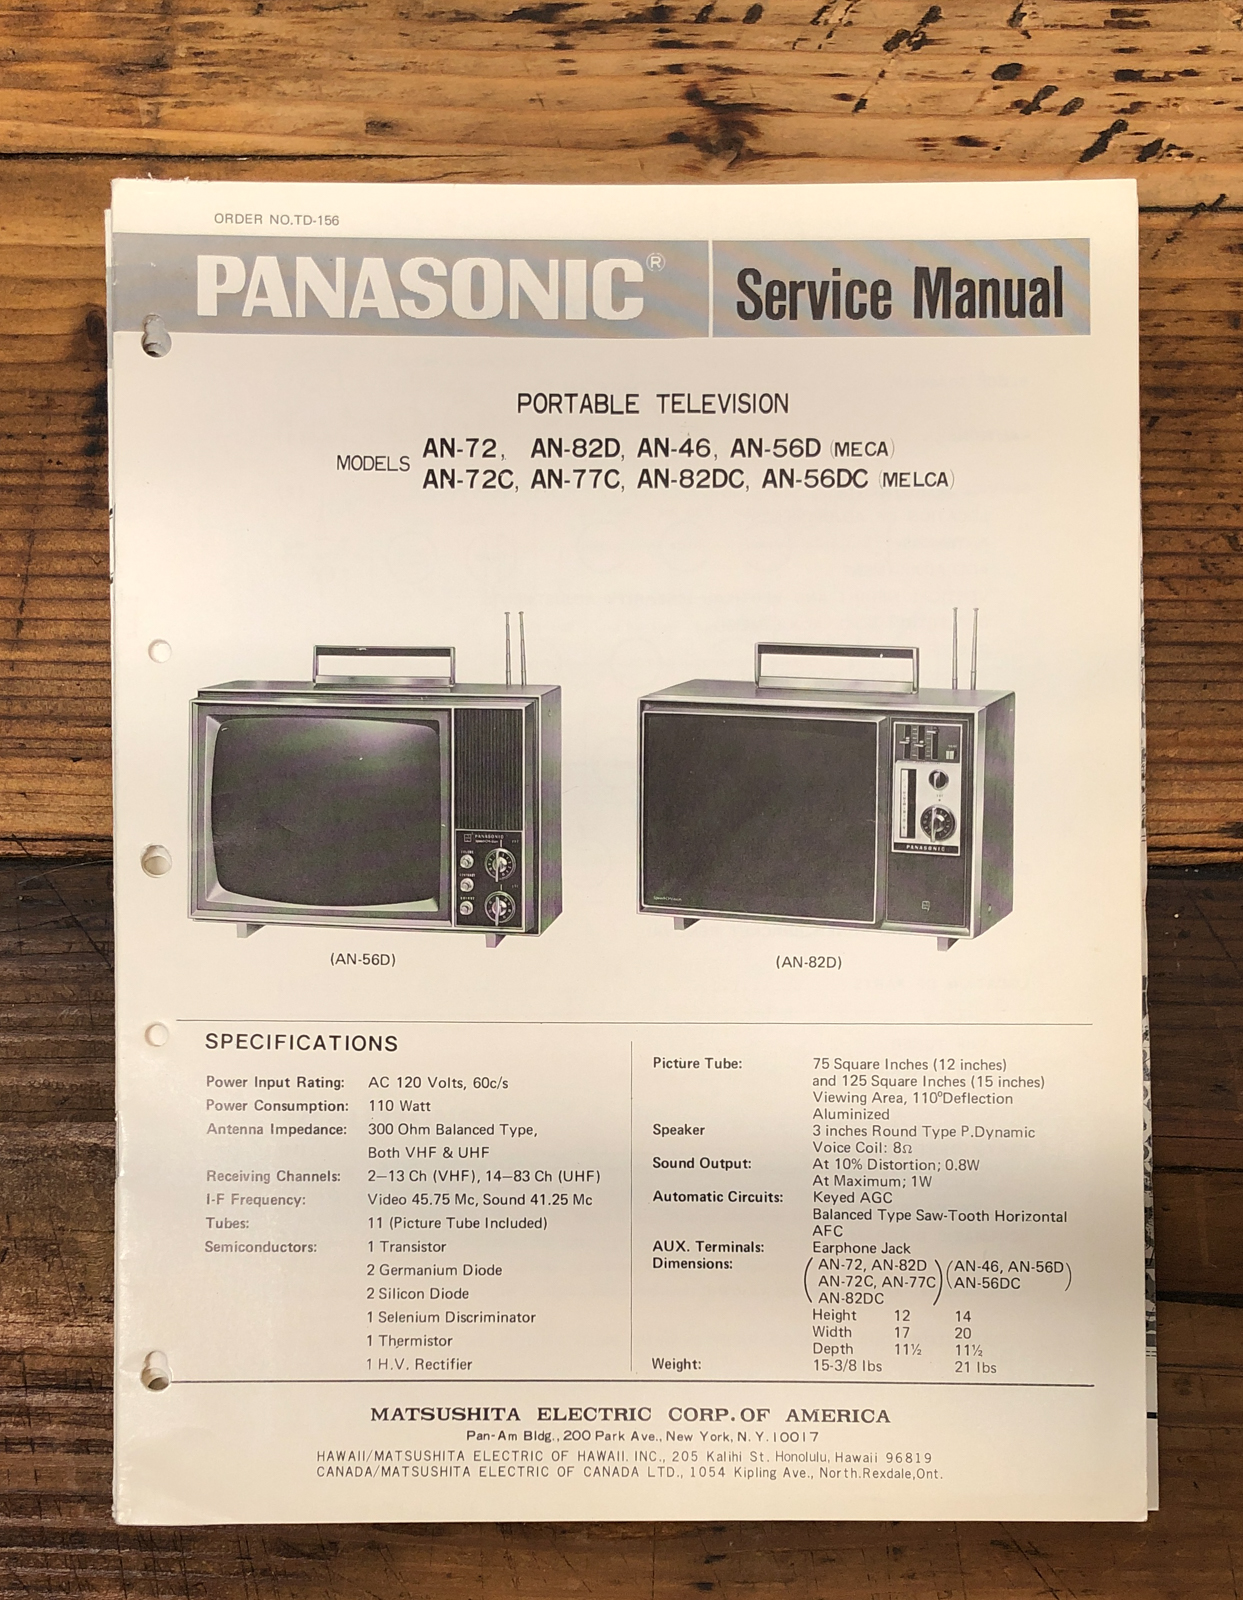 ORDER NO.TD-156
PANASONIC® Service Manual
PORTABLE TELEVISION
MODELS
AN-72, AN-82D, AN-46, AN-56D (MECA)
AN-72C, AN-77C, AN-82DC, AN-56DC (MELCA)
PANASONIC
PANASONIC
(AN-56D)
(AN-82D)
SPECIFICATIONS
Power Input Rating: AC 120 Volts, 60c/s
Power Consumption: 110 Watt
Antenna Impedance: 300 Ohm Balanced Type,
Both VHF & UHF
Receiving Channels: 2–13 Ch (VHF), 14–83 Ch (UHF)
I-F Frequency: Video 45.75 Mc, Sound 41.25 Mc
Tubes: 11 (Picture Tube Included)
Semiconductors: 1 Transistor
2 Germanium Diode
2 Silicon Diode
1 Selenium Discriminator
1 Thermistor
1 H.V. Rectifier
Picture Tube: 75 Square Inches (12 inches)
and 125 Square Inches (15 inches)
Viewing Area, 110°Deflection
Aluminized
Speaker 3 inches Round Type P.Dynamic
Voice Coil: 8Ω
Sound Output: At 10% Distortion; 0.8W
At Maximum; 1W
Automatic Circuits: Keyed AGC
Balanced Type Saw-Tooth Horizontal
AFC
AUX. Terminals: Earphone Jack
Dimensions: (AN-72, AN-82D (AN-46, AN-56D)
AN-72C, AN-77C) AN-56DC
AN-82DC
Height 12 14
Width 17 20
Depth 11½ 11½
Weight: 15-3/8 lbs 21 lbs
MATSUSHITA ELECTRIC CORP. OF AMERICA
Pan-Am Bldg., 200 Park Ave., New York, N.Y. 10017
HAWAII/MATSUSHITA ELECTRIC OF HAWAII. INC., 205 Kalihi St. Honolulu, Hawaii 96819
CANADA/MATSUSHITA ELECTRIC OF CANADA LTD., 1054 Kipling Ave., North.Rexdale,Ont.